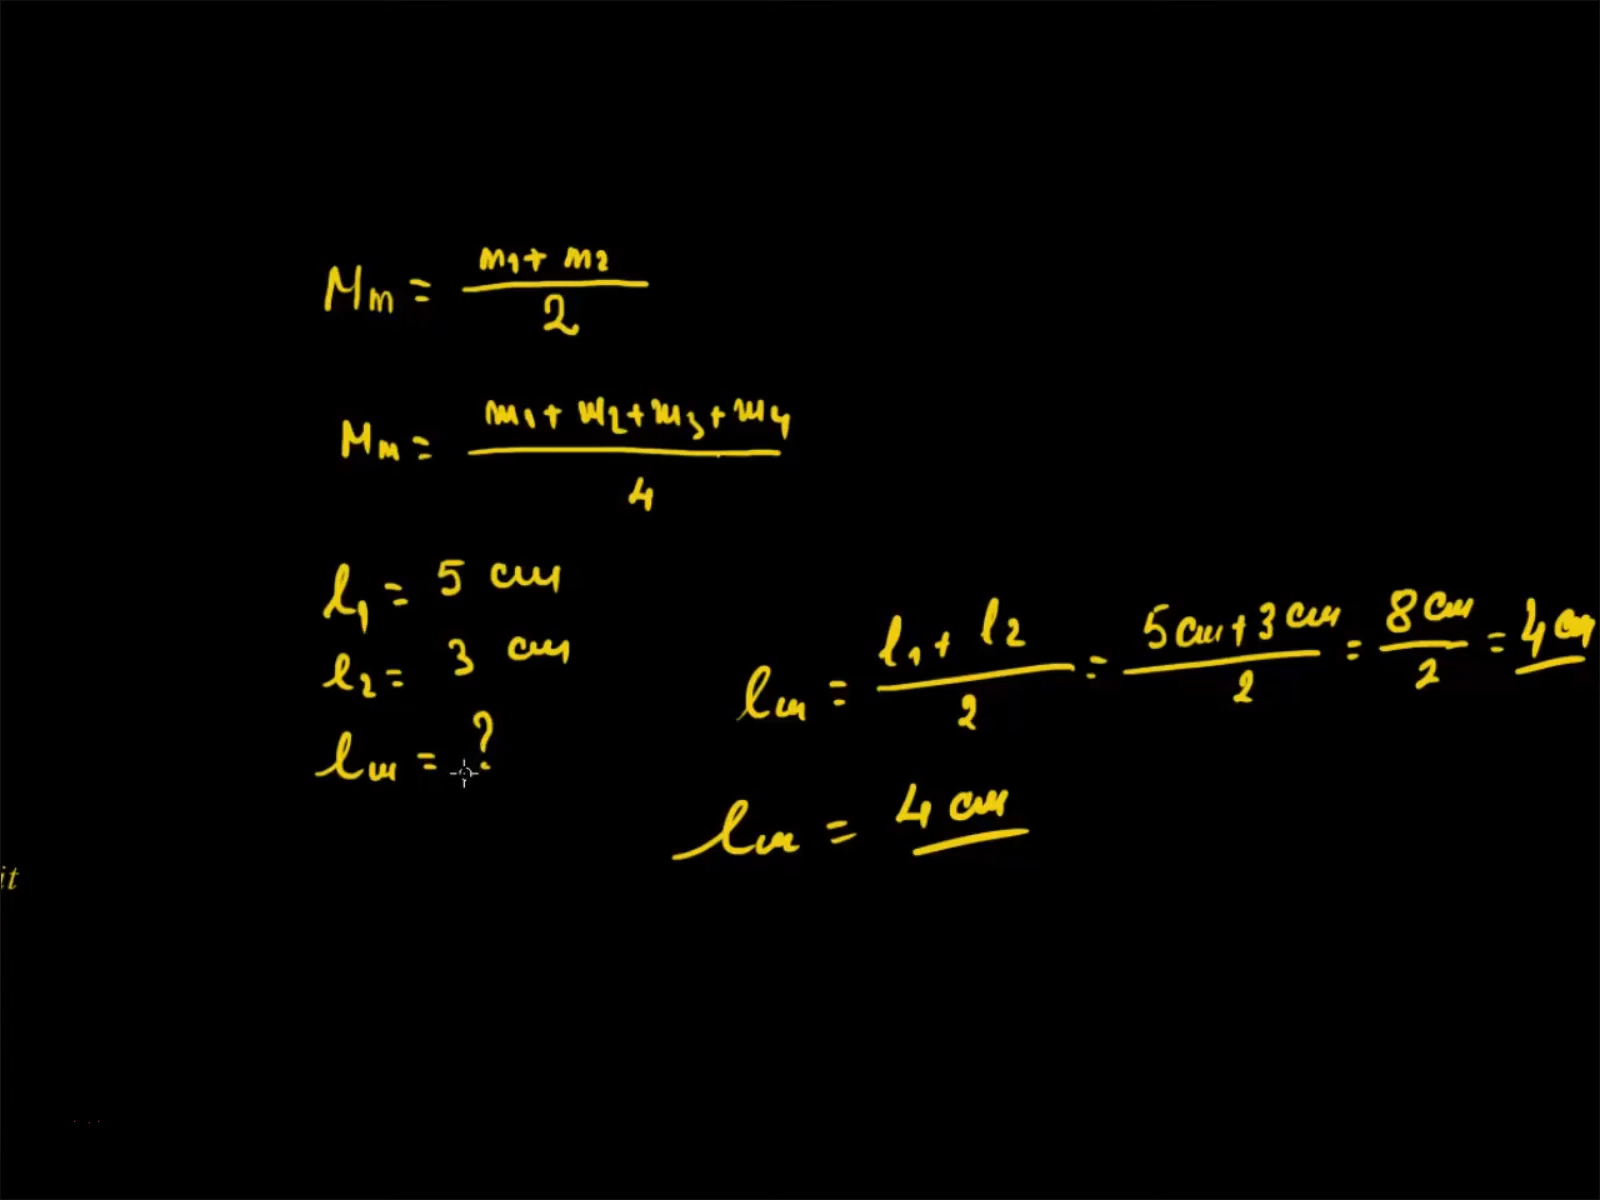 Mm = m1 + m2 / 2
Mm = m1 + m2 + m3 + m4 / 4
l1 = 5 cm
l2 = 3 cm
lm = ?
lm = l1 + l2 / 2 = 5 cm + 3 cm / 2 = 8 cm / 2 = 4 cm
lm = 4 cm
it